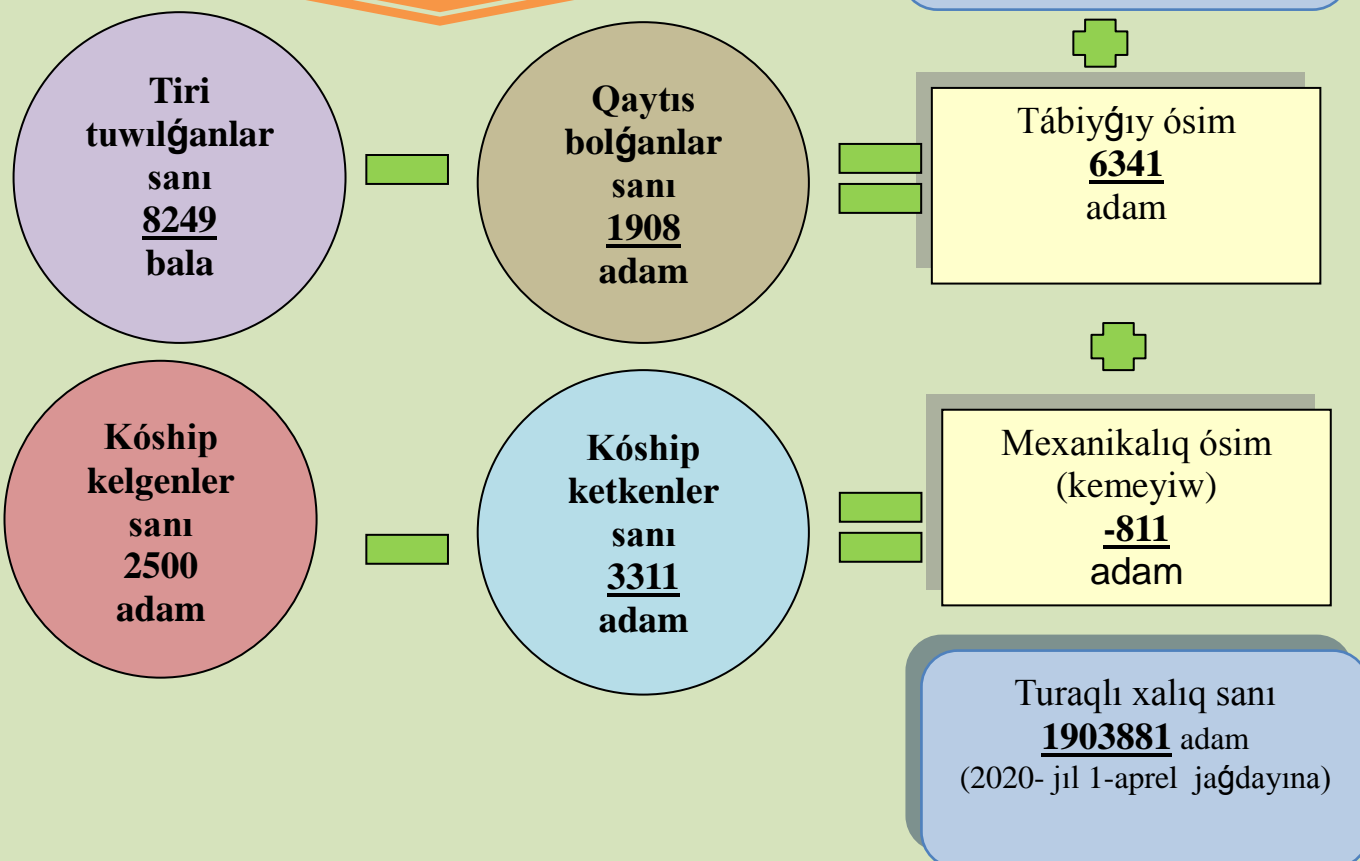 Tiri
tuwılǵanlar
sanı
8249
bala
Qaytıs
bolǵanlar
sanı
1908
adam
Tábiyǵıy ósim
6341
adam
Kóship
kelgenler
sanı
2500
adam
Kóship
ketkenler
sanı
3311
adam
Mexanikalıq ósim
(kemeyiw)
-811
adam
Turaqlı xalıq sanı
1903881 adam
(2020- jıl 1-aprel jaǵdayına)